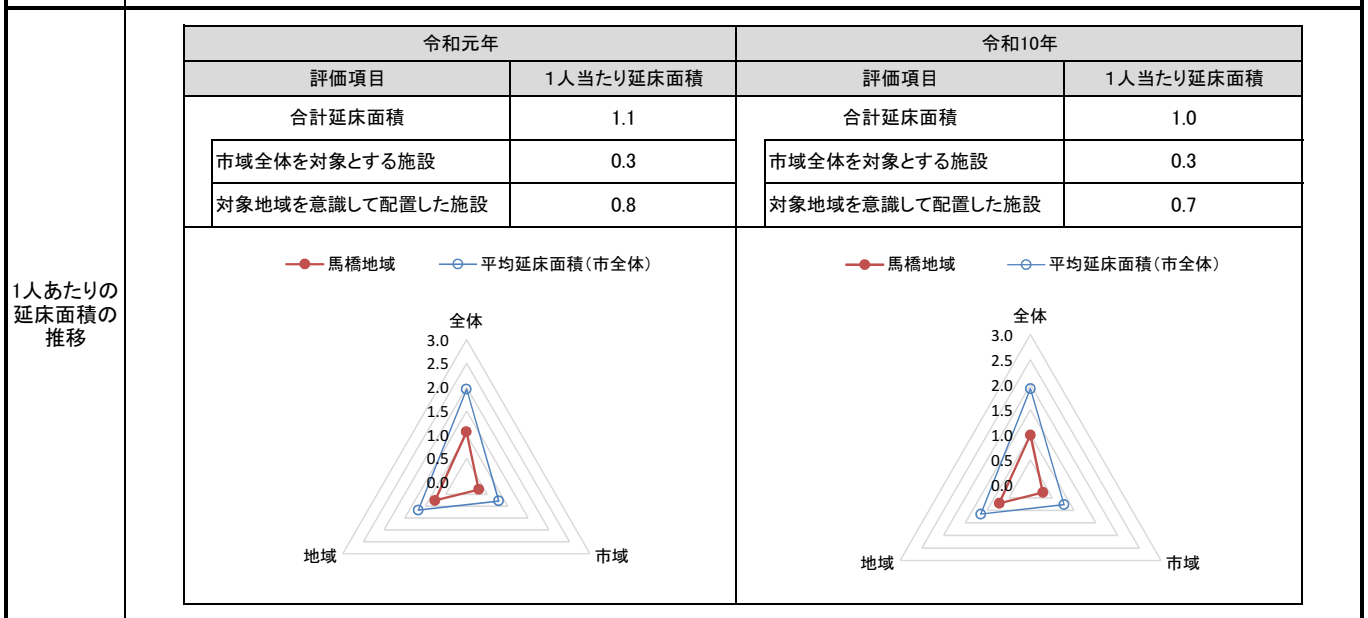 1人あたりの
延床面積の
推移
令和元年
令和10年
評価項目
1人当たり延床面積
評価項目
1人当たり延床面積
合計延床面積
1.1
合計延床面積
1.0
市域全体を対象とする施設
0.3
市域全体を対象とする施設
0.3
対象地域を意識して配置した施設
0.8
対象地域を意識して配置した施設
0.7
馬橋地域
平均延床面積(市全体)
全体
3.0
2.5
2.0
1.5
1.0
0.5
0.0
地域
市域
馬橋地域
平均延床面積(市全体)
全体
3.0
2.5
2.0
1.5
1.0
0.5
0.0
地域
市域